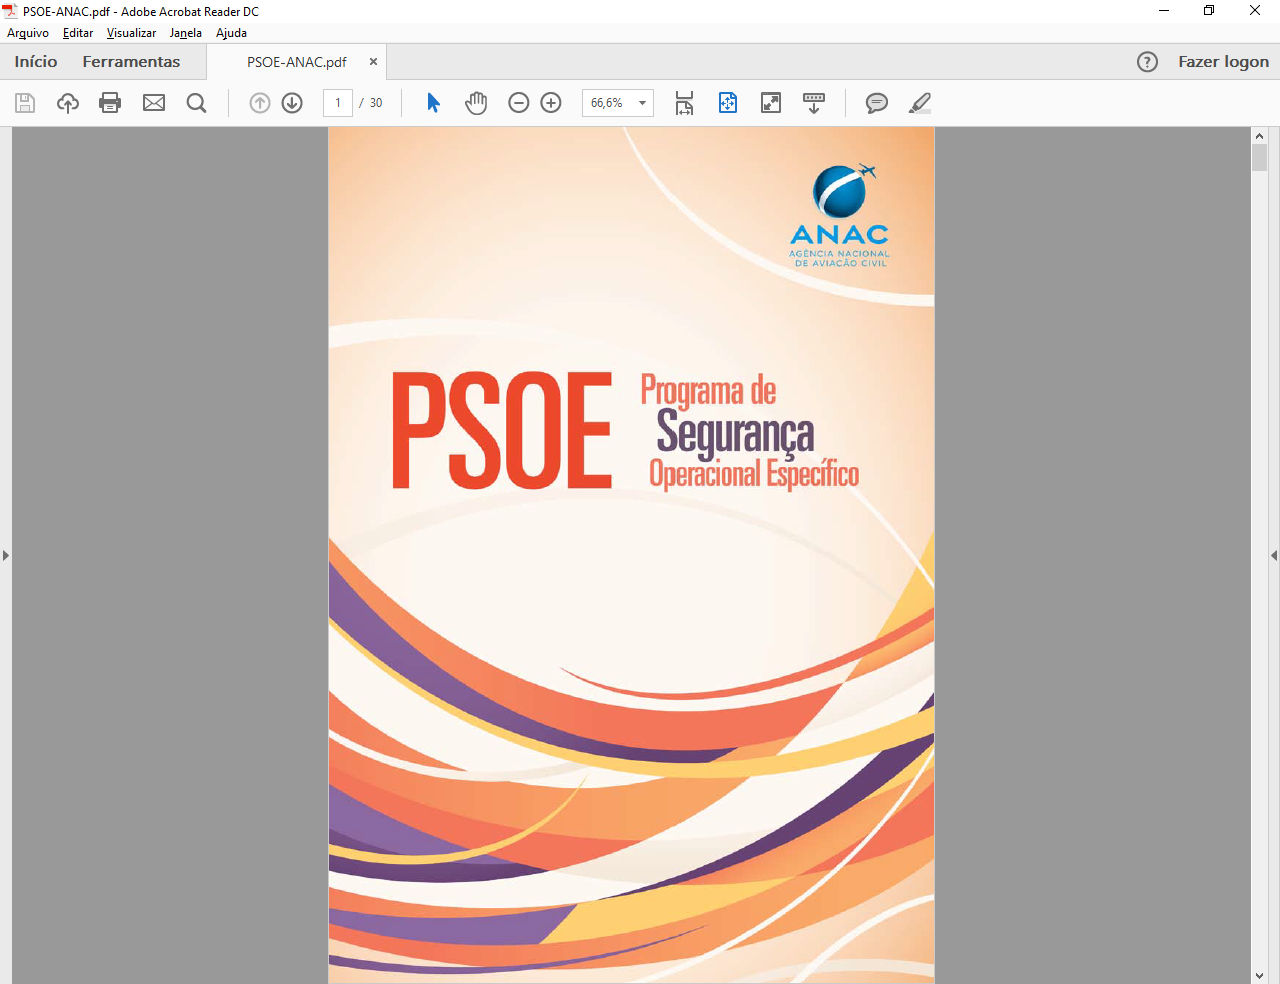 PSOE-ANAC.pdf - Adobe Acrobat Reader DC
Arquivo Editar Visualizar Janela Ajuda
Início Ferramentas PSOE-ANAC.pdf × ? Fazer logon
1 / 30 66,6%
ANAC
AGÊNCIA NACIONAL
DE AVIAÇÃO CIVIL
PSOE
Programa de
Segurança
Operacional Específico